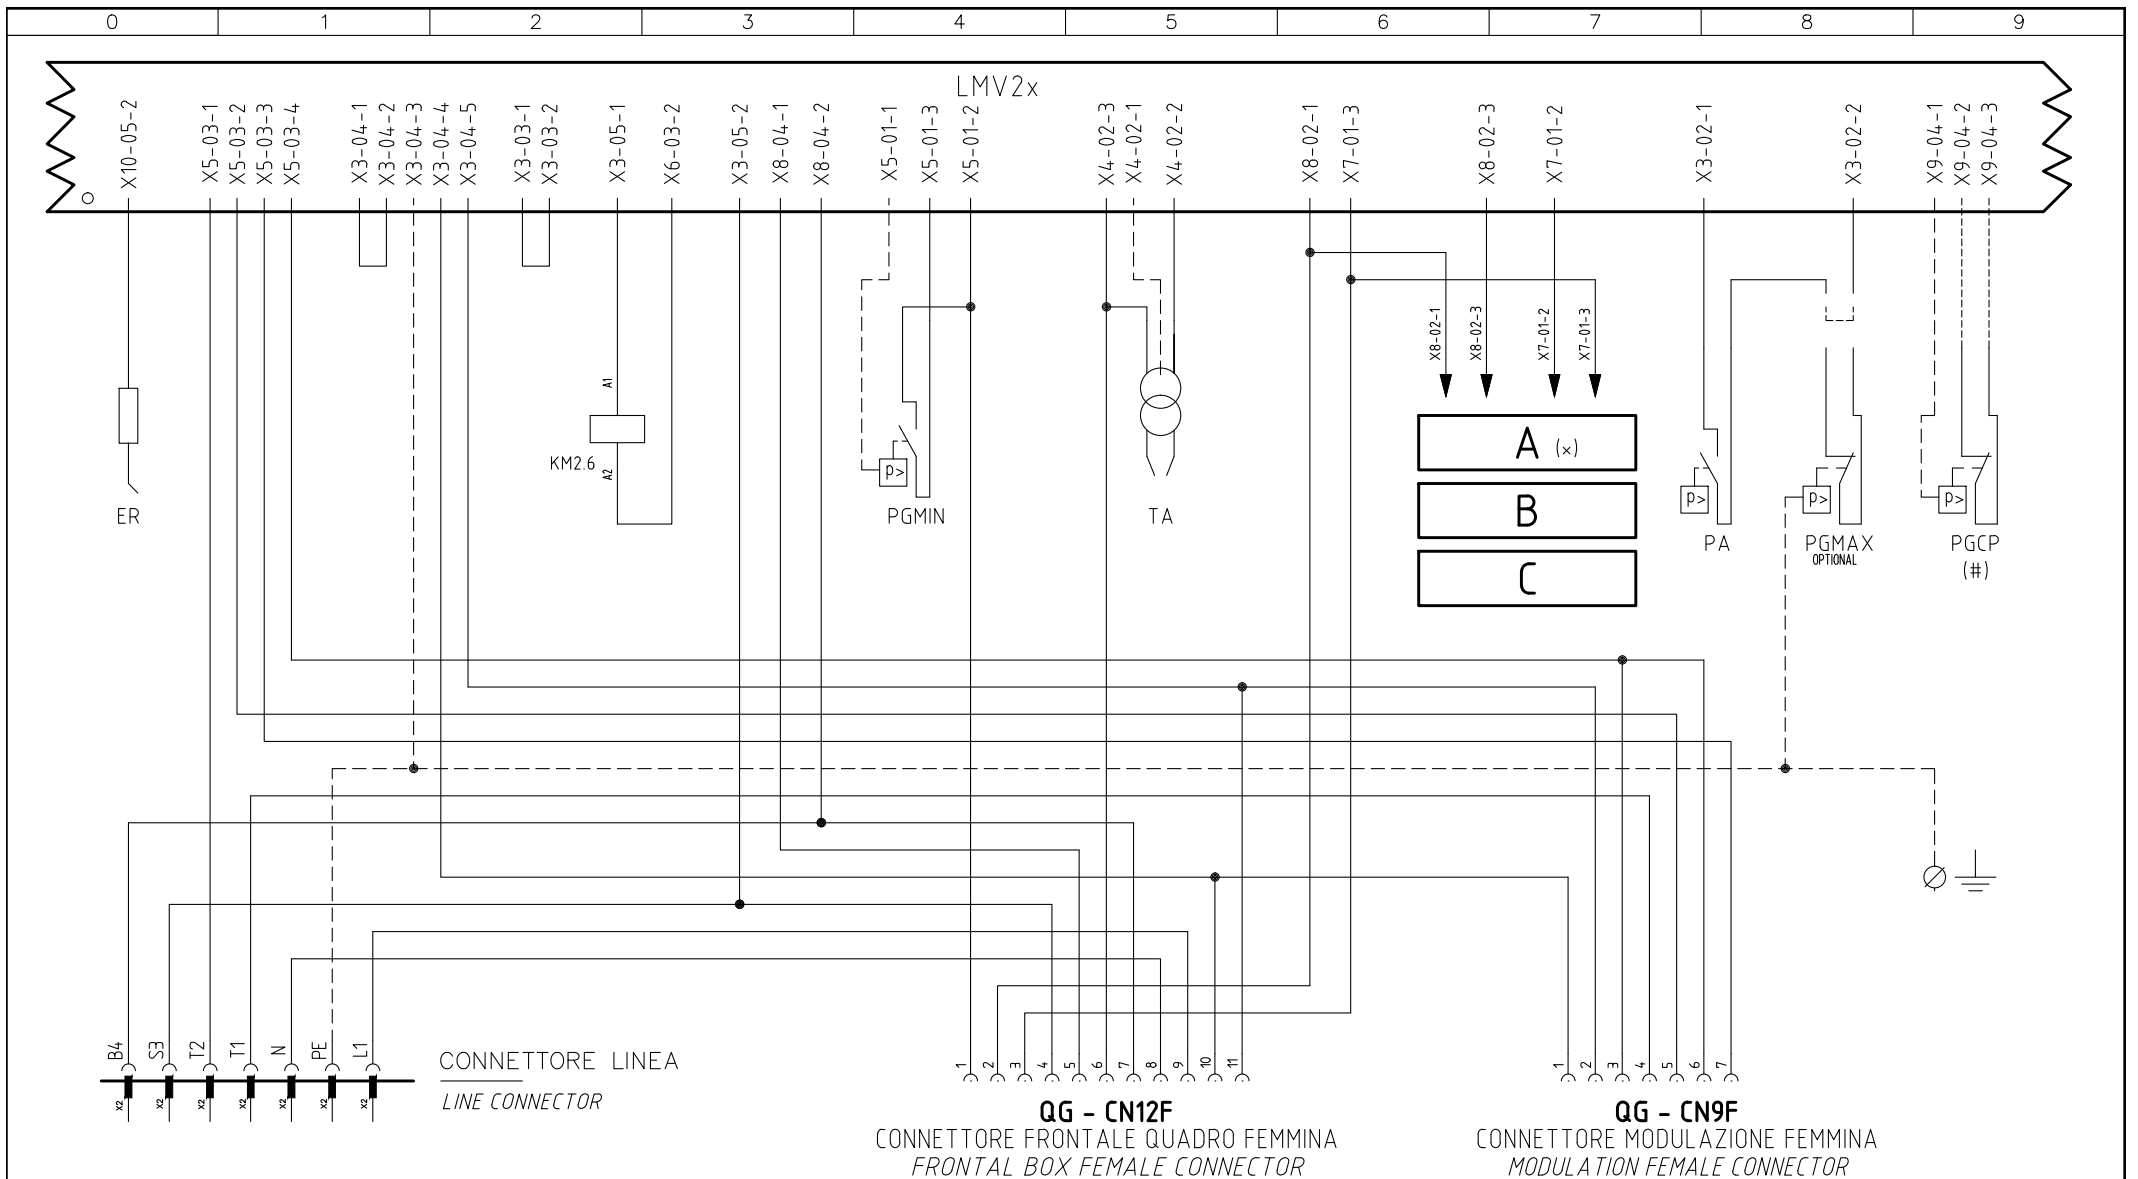 0 1 2 3 4 5 6 7 8 9
LMV2x
X10-05-2 X5-03-1 X5-03-2 X5-03-3 X5-03-4 X3-04-1 X3-04-2 X3-04-3 X3-04-4 X3-04-5 X3-03-1 X3-03-2 X3-05-1 X6-03-2 X3-05-2 X8-04-1 X8-04-2 X5-01-1 X5-01-3 X5-01-2 X4-02-3 X4-02-1 X4-02-2 X8-02-1 X7-01-3 X8-02-3 X7-01-2 X3-02-1 X3-02-2 X9-04-1 X9-04-2 X9-04-3
X8-02-1 X8-02-3 X7-01-2 X7-01-3
A1
A (x)
KM2.6
A2
P>
P>
P>
P>
B
ER
PGMIN
TA
PA
PGMAX
OPTIONAL
PGCP
(#)
C
B4 S3 T2 T1 N PE L1
CONNETTORE LINEA
LINE CONNECTOR
X2 X2 X2 X2 X2 X2 X2
1 2 3 4 5 6 7 8 9 10 11
QG - CN12F
CONNETTORE FRONTALE QUADRO FEMMINA
FRONTAL BOX FEMALE CONNECTOR
1 2 3 4 5 6 7
QG - CN9F
CONNETTORE MODULAZIONE FEMMINA
MODULATION FEMALE CONNECTOR